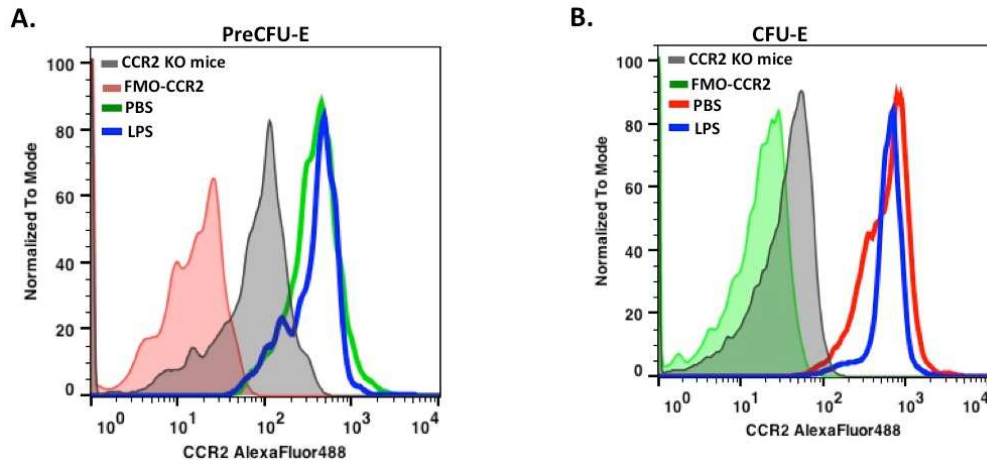 A.
PreCFU-E
CCR2 KO mice
FMO-CCR2
PBS
LPS
100
80
60
40
20
0
Normalized To Mode
10^0 10^1 10^2 10^3 10^4
CCR2 AlexaFluor488
B.
CFU-E
CCR2 KO mice
FMO-CCR2
PBS
LPS
100
80
60
40
20
0
Normalized To Mode
10^0 10^1 10^2 10^3 10^4
CCR2 AlexaFluor488